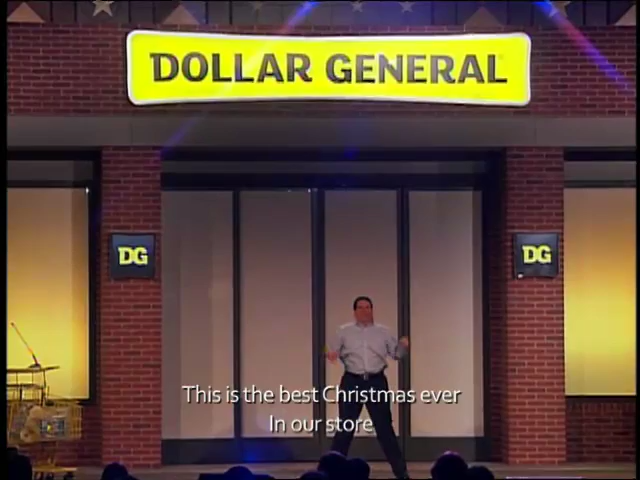 DOLLAR GENERAL
DG
DG
This is the best Christmas ever
In our store